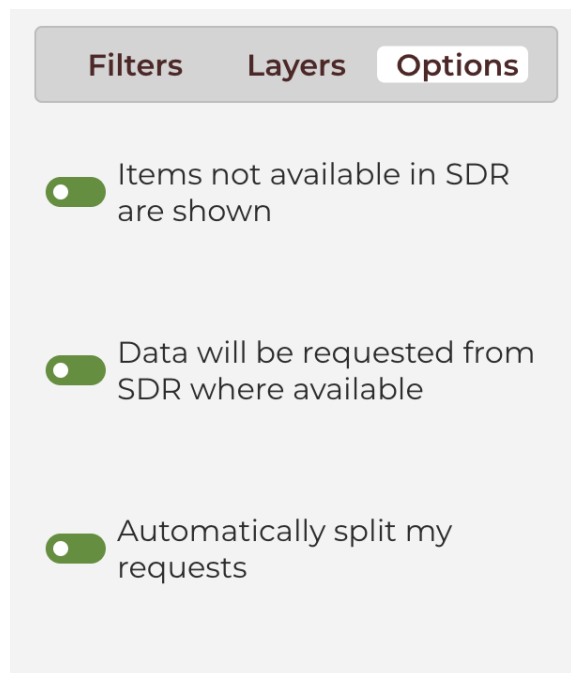 Filters Layers Options
Items not available in SDR
are shown
Data will be requested from
SDR where available
Automatically split my
requests